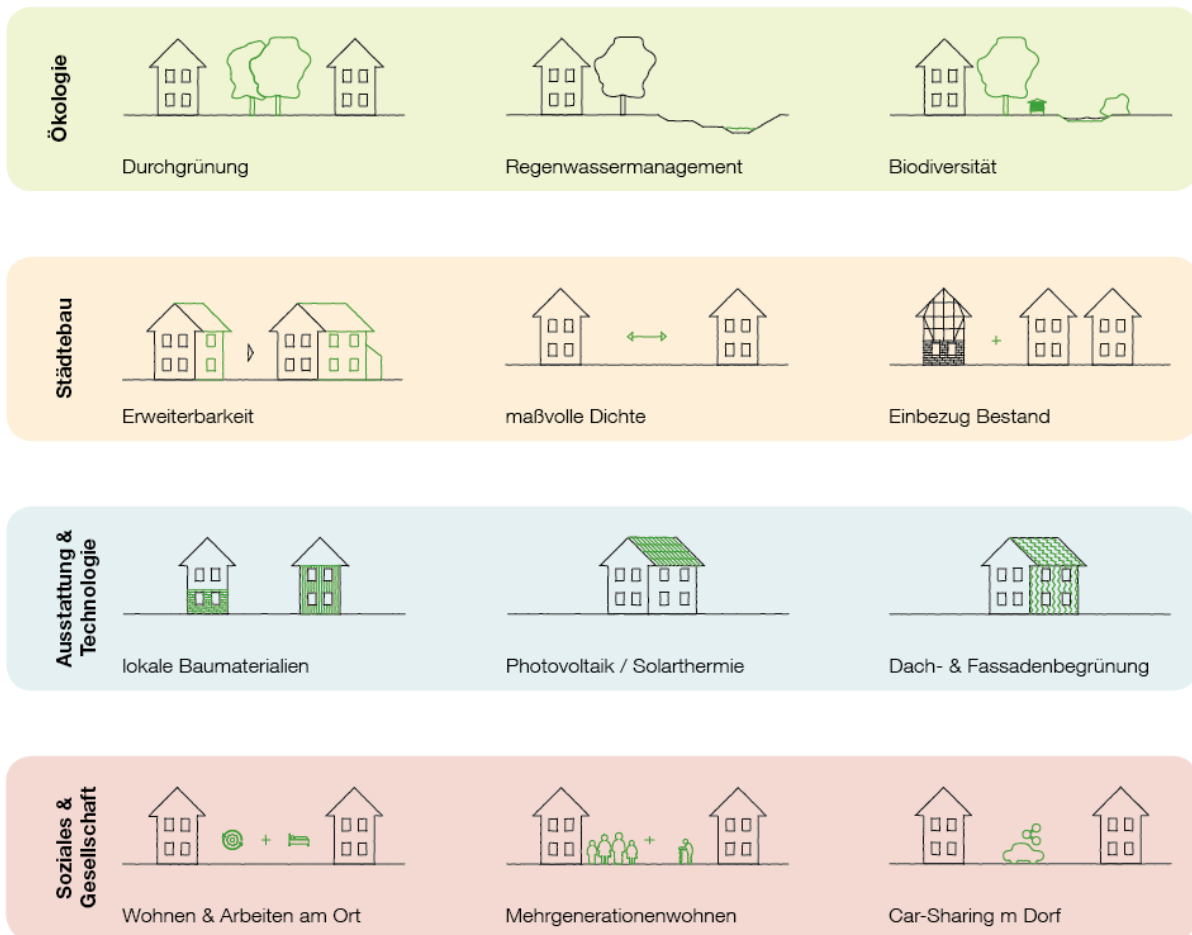 Ökologie
Durchgrünung
Regenwassermanagement
Biodiversität
Städtebau
Erweiterbarkeit
maßvolle Dichte
Einbezug Bestand
Ausstattung &
Technologie
lokale Baumaterialien
Photovoltaik / Solarthermie
Dach- & Fassadenbegrünung
Soziales &
Gesellschaft
Wohnen & Arbeiten am Ort
Mehrgenerationenwohnen
Car-Sharing m Dorf